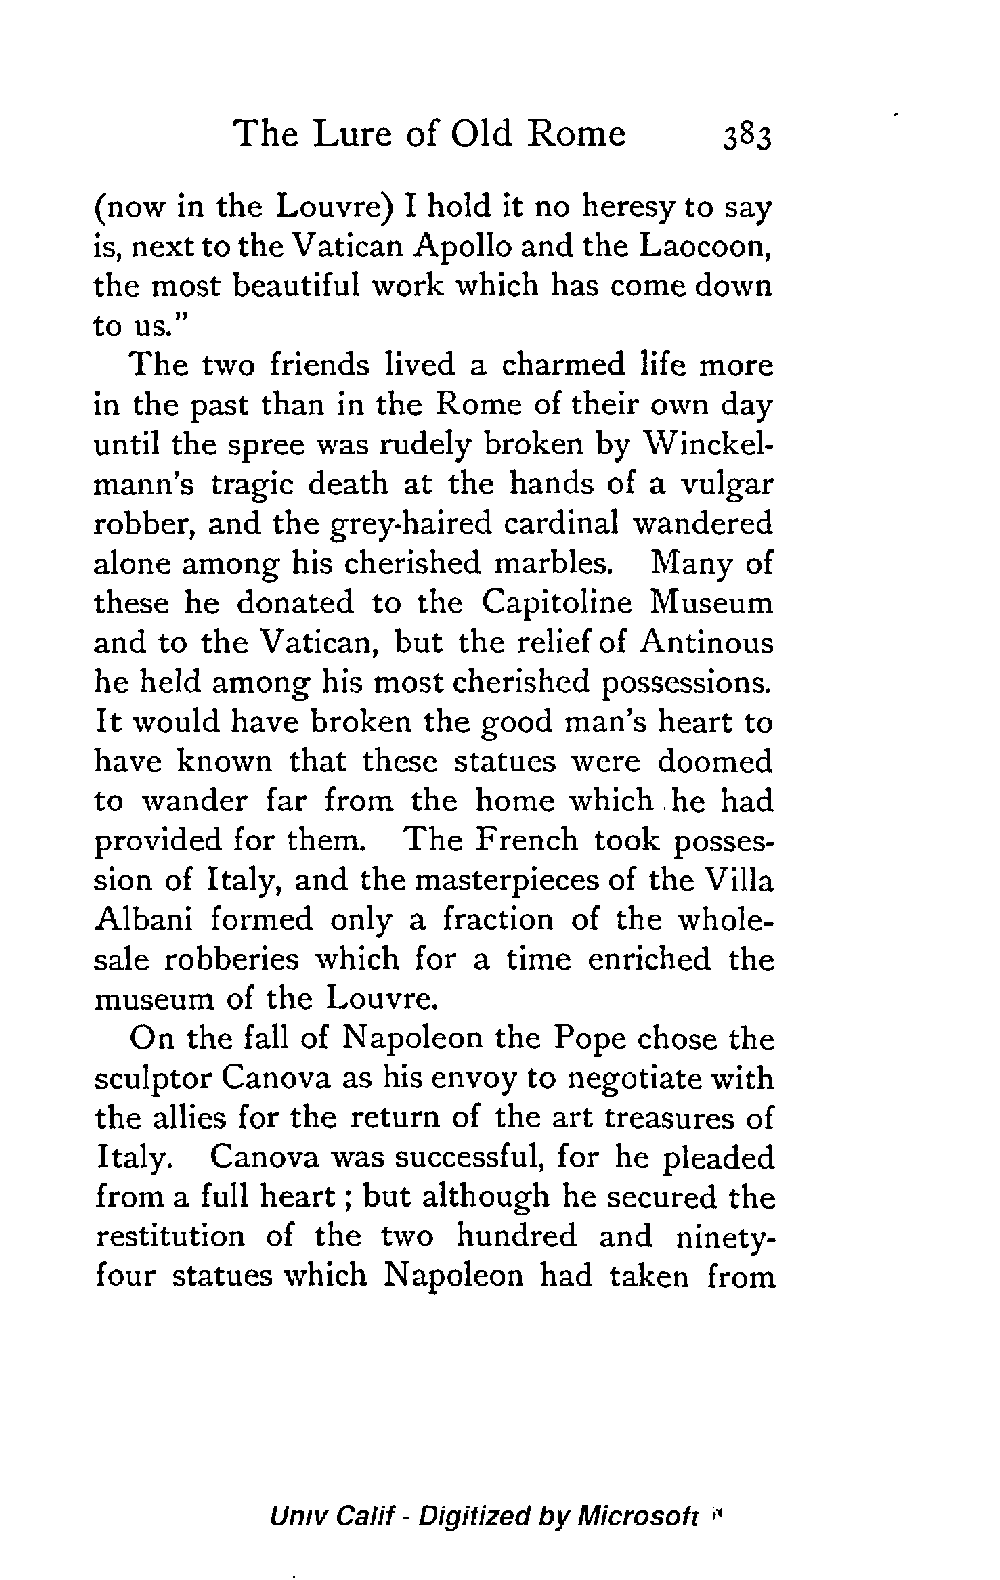 The Lure of Old Rome 383
(now in the Louvre) I hold it no heresy to say
is, next to the Vatican Apollo and the Laocoon,
the most beautiful work which has come down
to us."
The two friends lived a charmed life more
in the past than in the Rome of their own day
until the spree was rudely broken by Winckel-
mann's tragic death at the hands of a vulgar
robber, and the grey-haired cardinal wandered
alone among his cherished marbles. Many of
these he donated to the Capitoline Museum
and to the Vatican, but the relief of Antinous
he held among his most cherished possessions.
It would have broken the good man's heart to
have known that these statues were doomed
to wander far from the home which he had
provided for them. The French took posses-
sion of Italy, and the masterpieces of the Villa
Albani formed only a fraction of the whole-
sale robberies which for a time enriched the
museum of the Louvre.
On the fall of Napoleon the Pope chose the
sculptor Canova as his envoy to negotiate with
the allies for the return of the art treasures of
Italy. Canova was successful, for he pleaded
from a full heart ; but although he secured the
restitution of the two hundred and ninety-
four statues which Napoleon had taken from
Univ Calif - Digitized by Microsoft